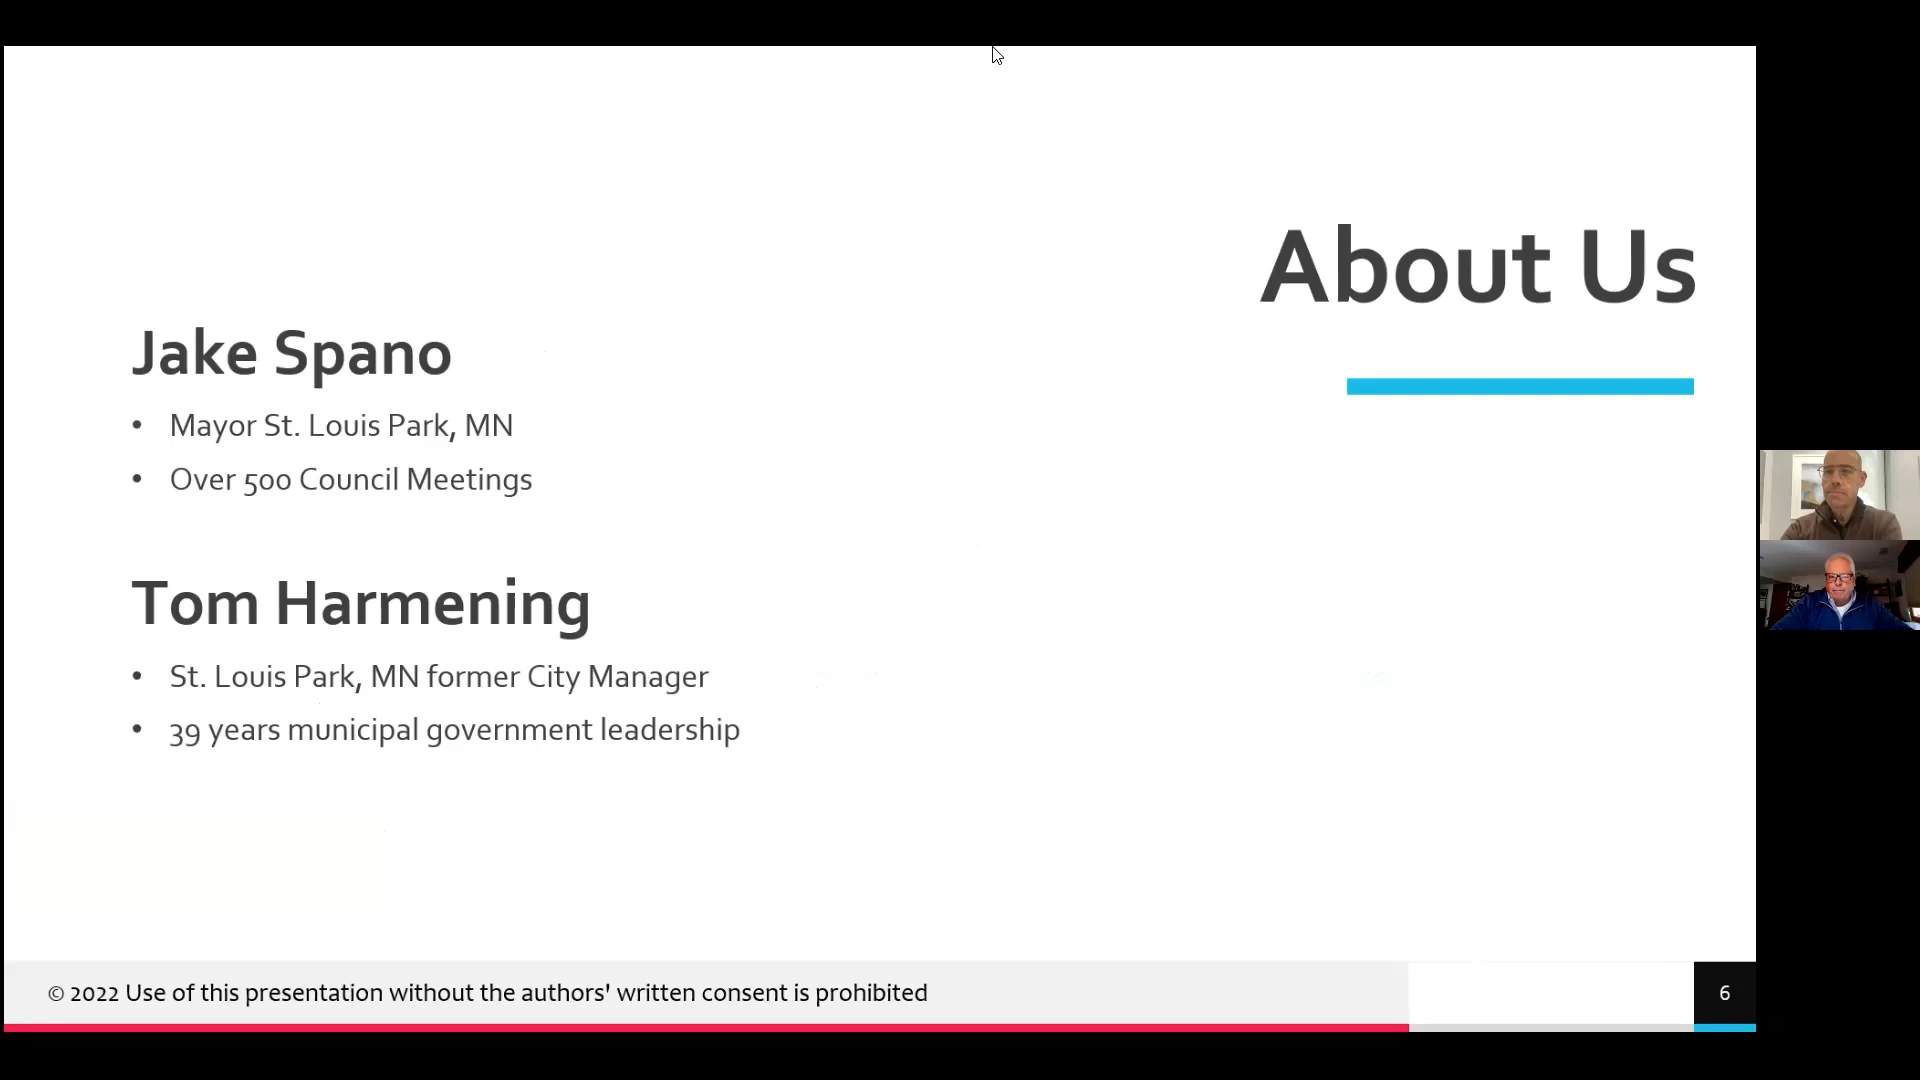 About Us
Jake Spano
• Mayor St. Louis Park, MN
• Over 500 Council Meetings
Tom Harmening
• St. Louis Park, MN former City Manager
• 39 years municipal government leadership
© 2022 Use of this presentation without the authors' written consent is prohibited
6